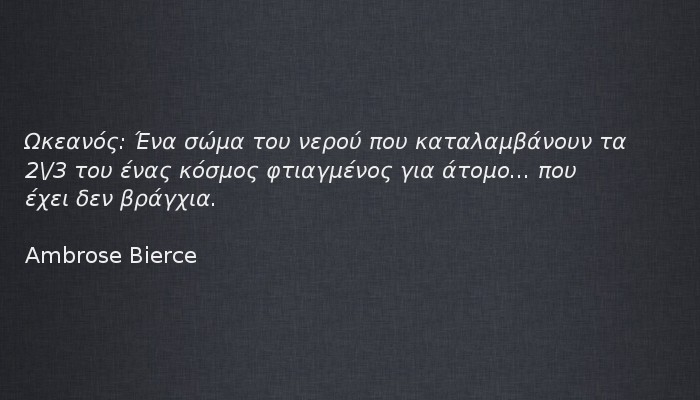 Ωκεανός: Ένα σώμα του νερού που καταλαμβάνουν τα
2\/3 του ένας κόσμος φτιαγμένος για άτομο... που
έχει δεν βράγχια.
Ambrose Bierce